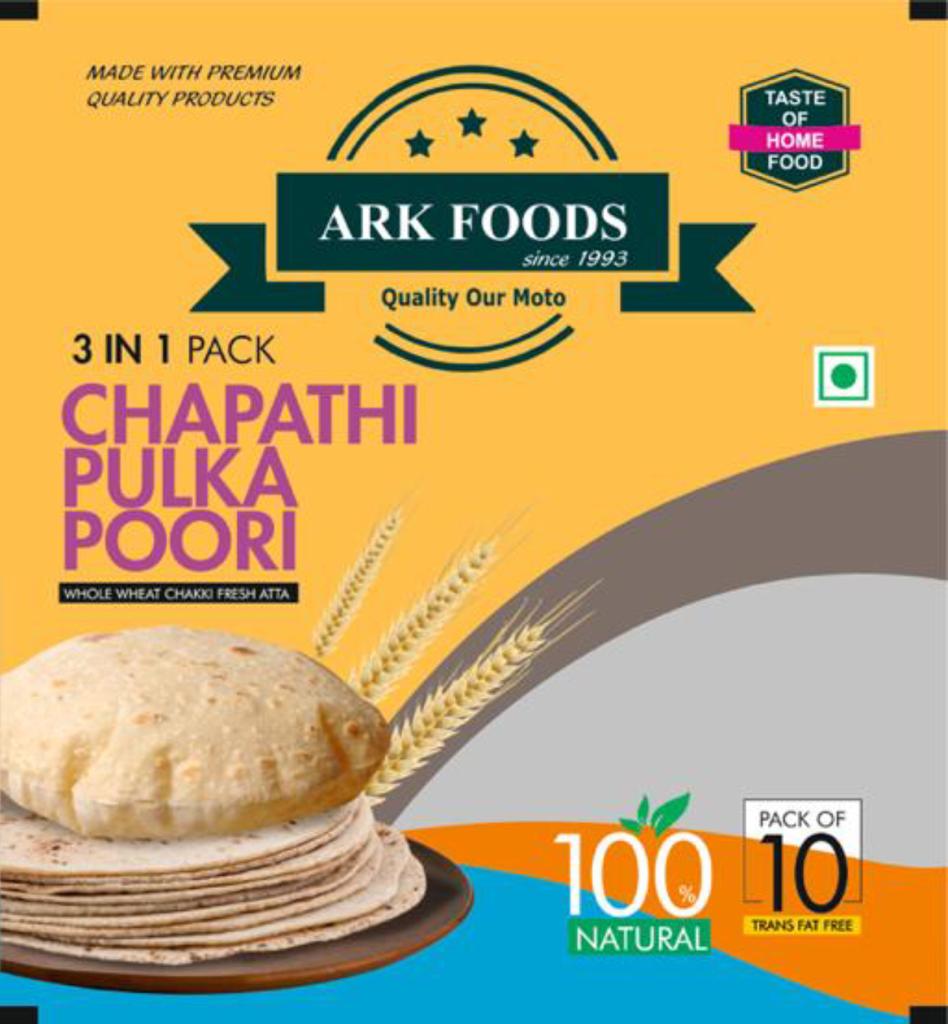 MADE WITH PREMIUM
QUALITY PRODUCTS
TASTE
OF
HOME
FOOD
ARK FOODS
since 1993
Quality Our Moto
3 IN 1 PACK
CHAPATHI
PULKA
POORI
WHOLE WHEAT CHAKKI FRESH ATTA
100%
NATURAL
PACK OF
10
TRANS FAT FREE